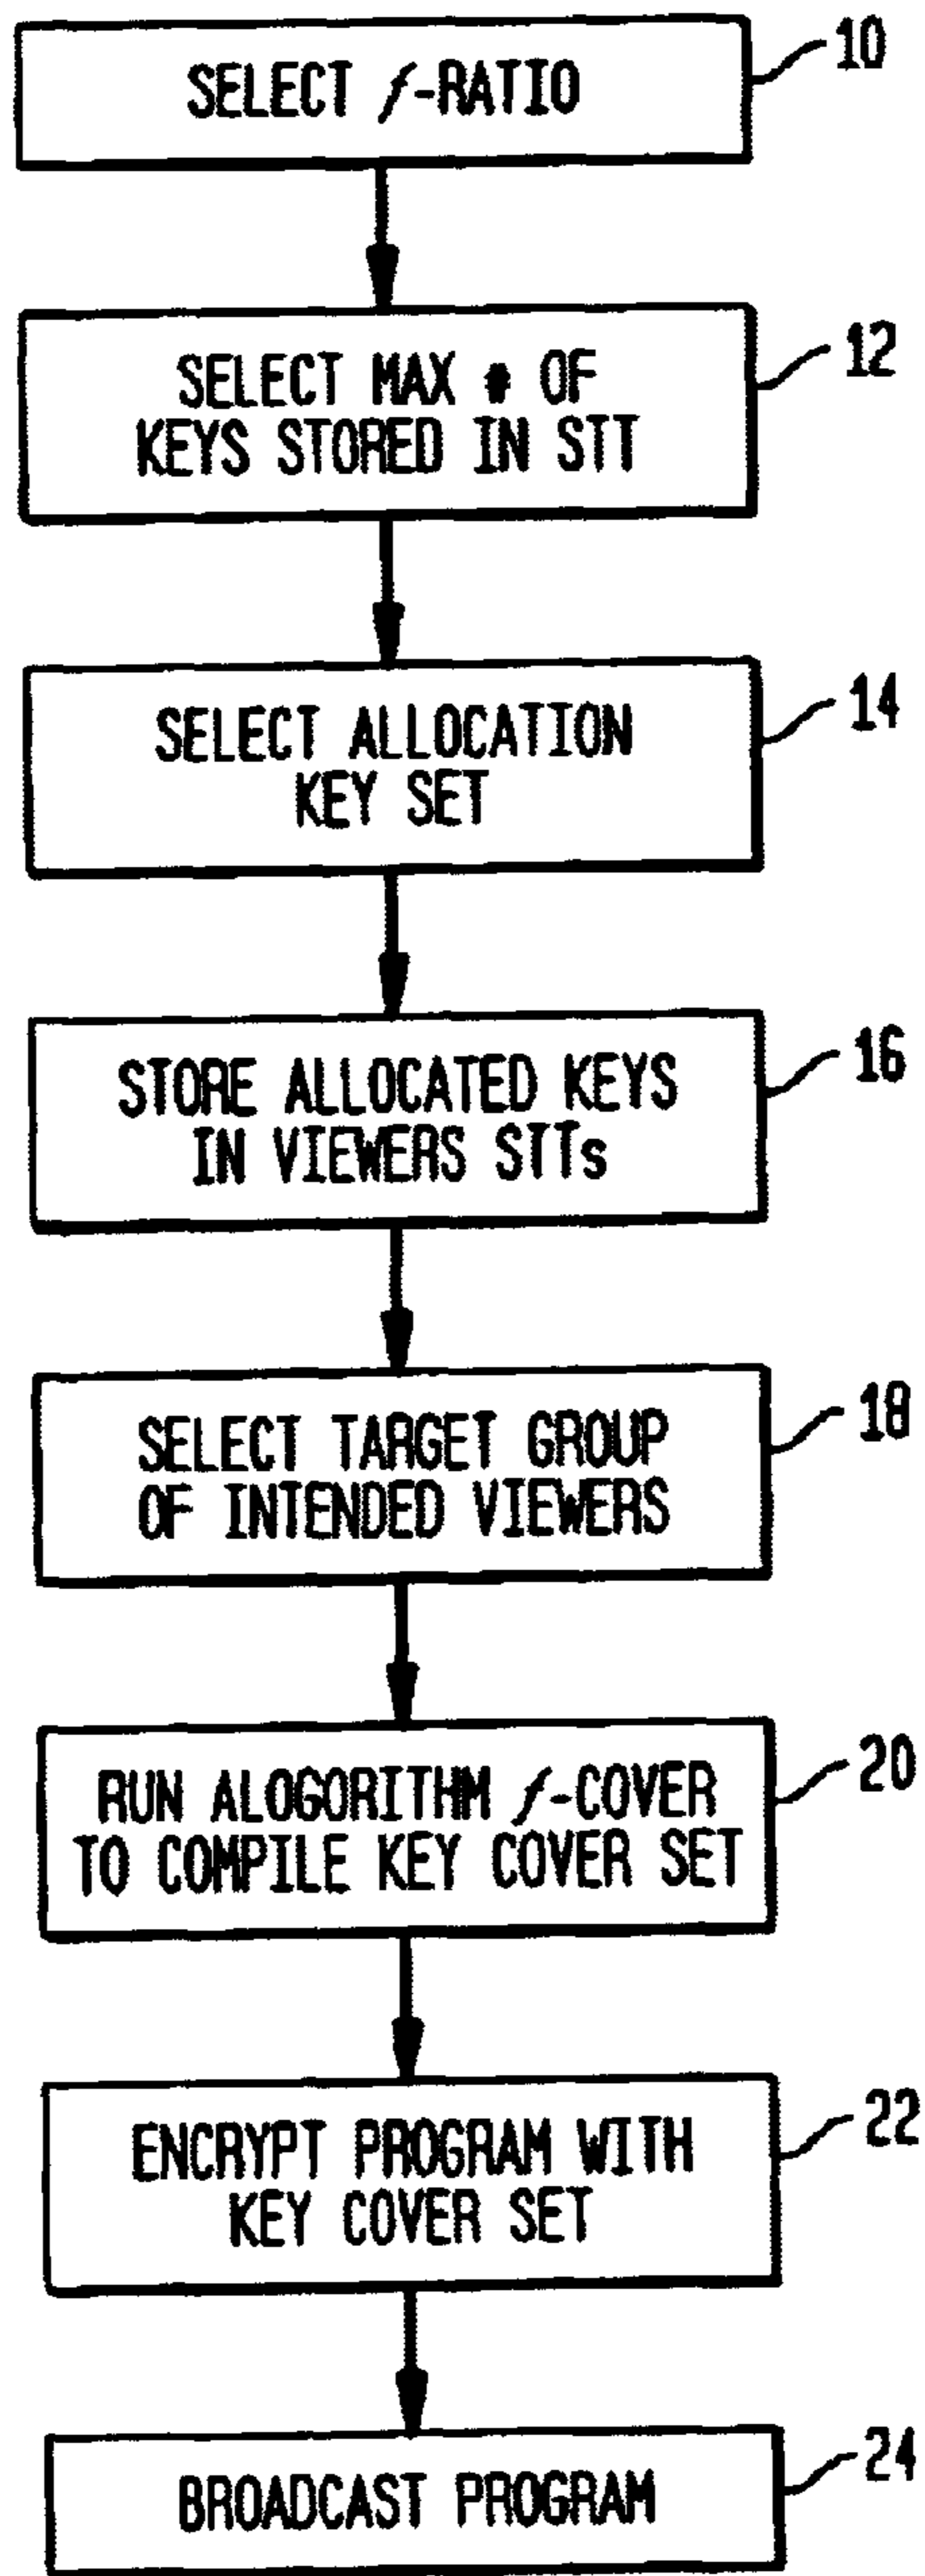 SELECT f-RATIO
10
SELECT MAX # OF
KEYS STORED IN STT
12
SELECT ALLOCATION
KEY SET
14
STORE ALLOCATED KEYS
IN VIEWERS STTs
16
SELECT TARGET GROUP
OF INTENDED VIEWERS
18
RUN ALOGORITHM f-COVER
TO COMPILE KEY COVER SET
20
ENCRYPT PROGRAM WITH
KEY COVER SET
22
BROADCAST PROGRAM
24